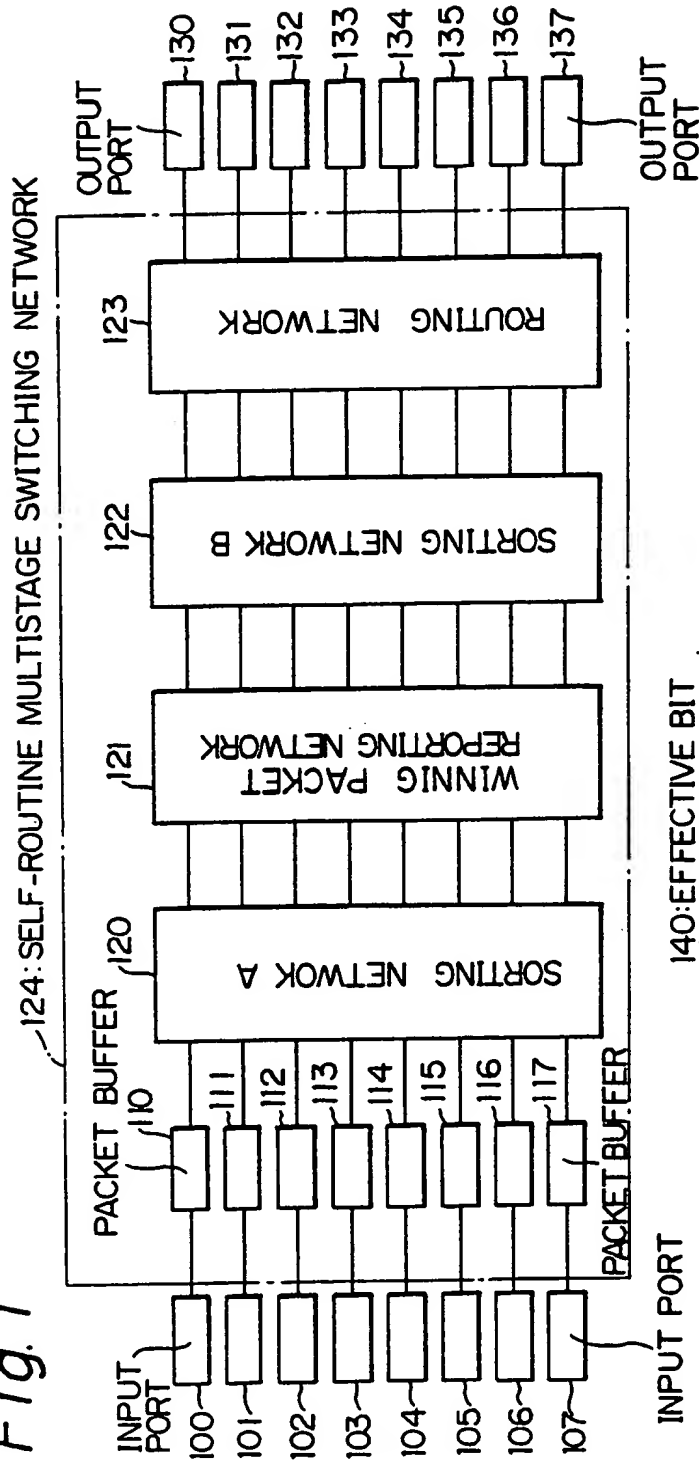 Fig. 1
124: SELF-ROUTINE MULTISTAGE SWITCHING NETWORK
INPUT
PORT
100
101
102
103
104
105
106
107
INPUT PORT
PACKET BUFFER
110
111
112
113
114
115
116
117
PACKET BUFFER
120
SORTING NETWOK A
121
WINNIG PACKET
REPORTING NETWORK
122
SORTING NETWORK B
123
ROUTING NETWORK
OUTPUT
PORT
130
131
132
133
134
135
136
137
OUTPUT
PORT
140:EFFECTIVE BIT